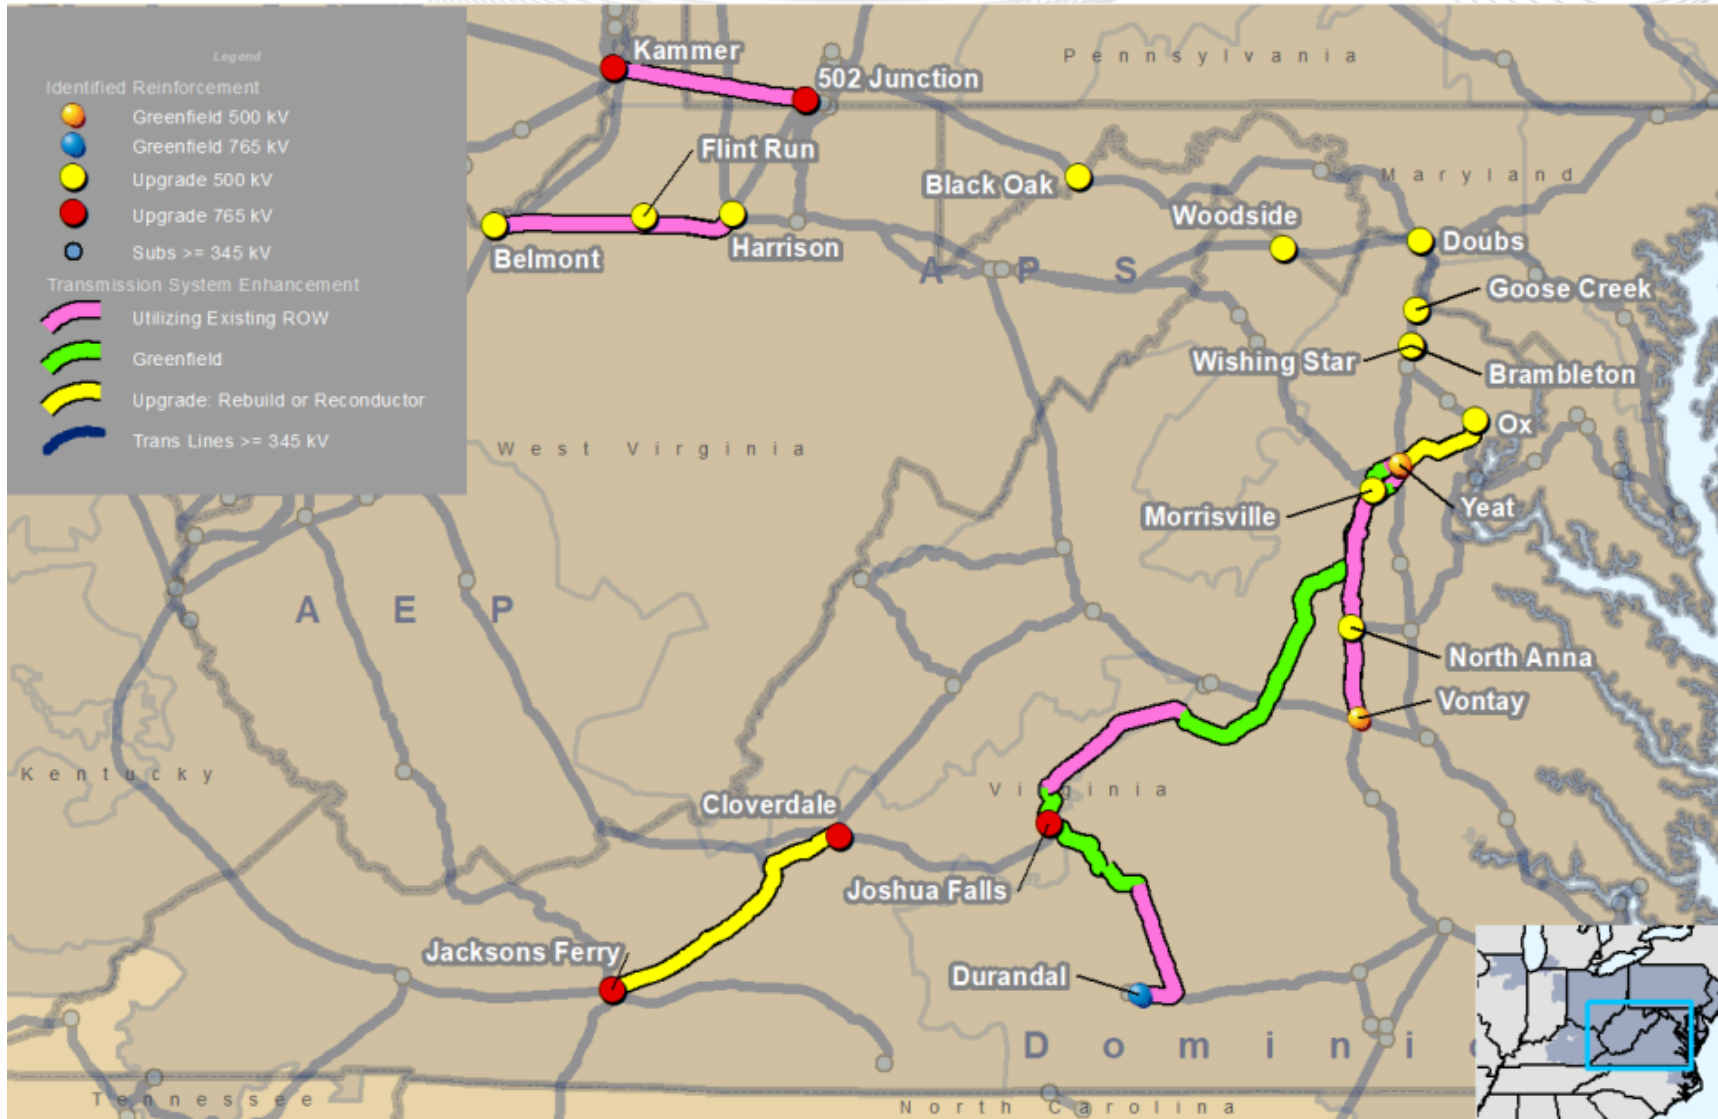 Legend
Identified Reinforcement
Greenfield 500 kV
Greenfield 765 kV
Upgrade 500 kV
Upgrade 765 kV
Subs >= 345 kV
Transmission System Enhancement
Utilizing Existing ROW
Greenfield
Upgrade: Rebuild or Reconductor
Trans Lines >= 345 kV
Kammer
502 Junction
Pennsylvania
Flint Run
Black Oak
Maryland
Woodside
Belmont
Harrison
Doubs
APS
Goose Creek
Wishing Star
Brambleton
Ox
West Virginia
Yeat
Morrisville
AEP
North Anna
Vontay
Kentucky
Virginia
Cloverdale
Joshua Falls
Jacksons Ferry
Durandal
Domini
Tennessee
North Carolina